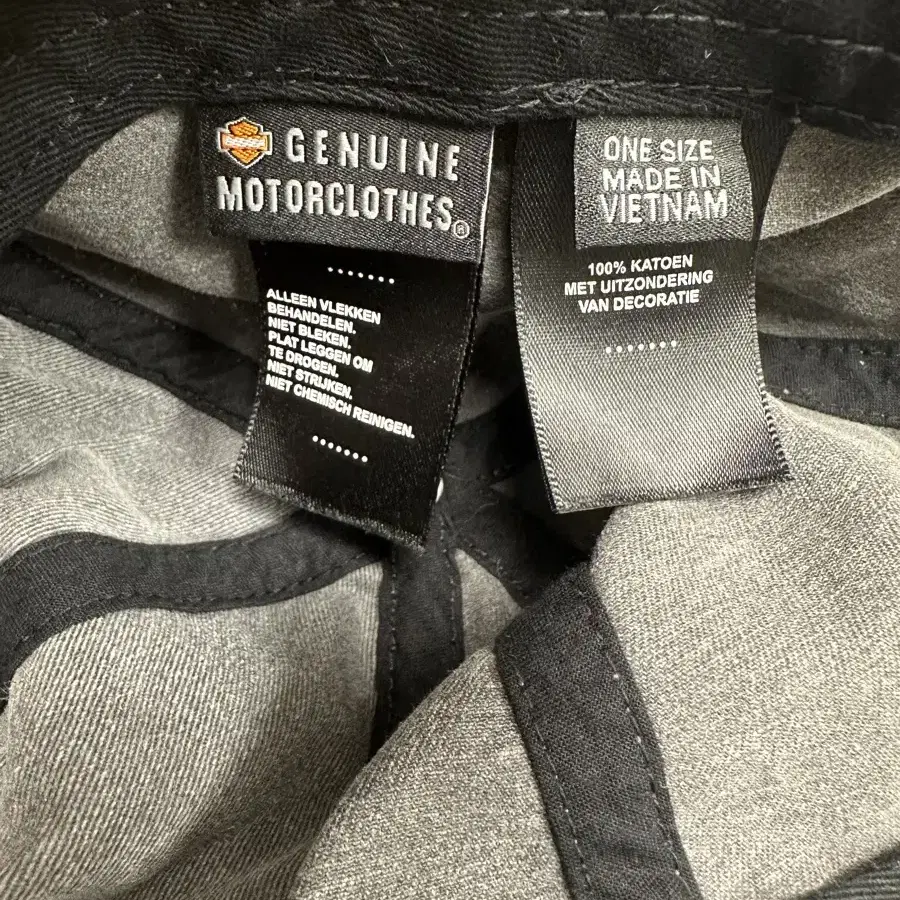 GENUINE
MOTORCLOTHES®
ALLEEN VLEKKEN
BEHANDELEN.
NIET BLEKEN.
PLAT LEGGEN OM
TE DROGEN.
NIET STRIJKEN.
NIET CHEMISCH REINIGEN.
ONE SIZE
MADE IN
VIETNAM
100% KATOEN
MET UITZONDERING
VAN DECORATIE